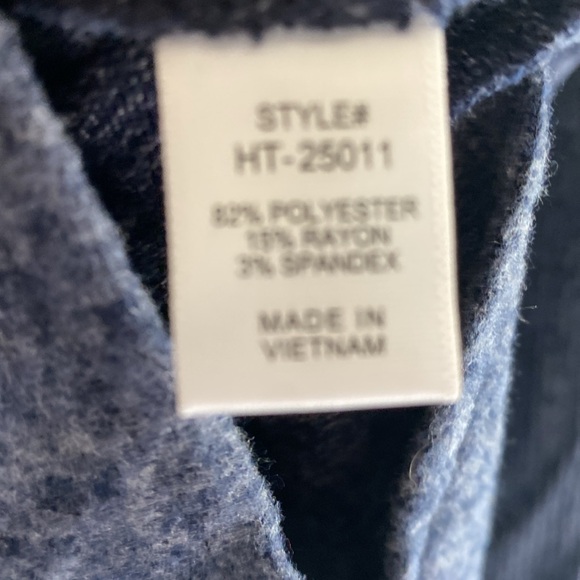 STYLE#
HT-25011
82% POLYESTER
15% RAYON
3% SPANDEX
MADE IN
VIETNAM